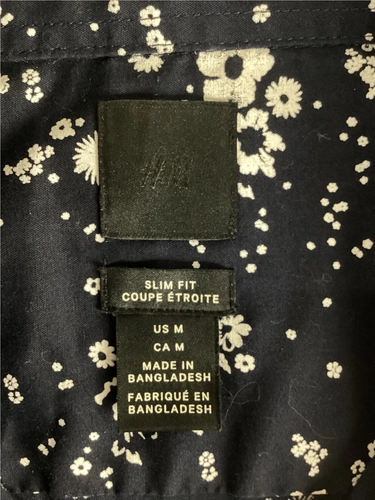 H&M
SLIM FIT
COUPE ÉTROITE
US M
CA M
MADE IN
BANGLADESH
FABRIQUÉ EN
BANGLADESH